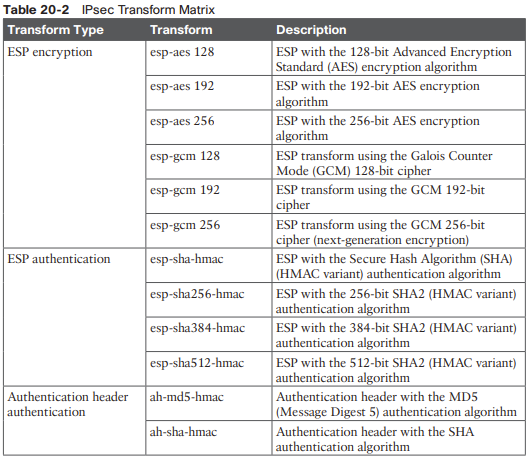 Table 20-2 IPsec Transform Matrix
Transform Type Transform Description
ESP encryption esp-aes 128 ESP with the 128-bit Advanced Encryption
Standard (AES) encryption algorithm
esp-aes 192 ESP with the 192-bit AES encryption
algorithm
esp-aes 256 ESP with the 256-bit AES encryption
algorithm
esp-gcm 128 ESP transform using the Galois Counter
Mode (GCM) 128-bit cipher
esp-gcm 192 ESP transform using the GCM 192-bit
cipher
esp-gcm 256 ESP transform using the GCM 256-bit
cipher (next-generation encryption)
ESP authentication esp-sha-hmac ESP with the Secure Hash Algorithm (SHA)
(HMAC variant) authentication algorithm
esp-sha256-hmac ESP with the 256-bit SHA2 (HMAC variant)
authentication algorithm
esp-sha384-hmac ESP with the 384-bit SHA2 (HMAC variant)
authentication algorithm
esp-sha512-hmac ESP with the 512-bit SHA2 (HMAC variant)
authentication algorithm
Authentication header ah-md5-hmac Authentication header with the MD5
authentication (Message Digest 5) authentication algorithm
ah-sha-hmac Authentication header with the SHA
authentication algorithm